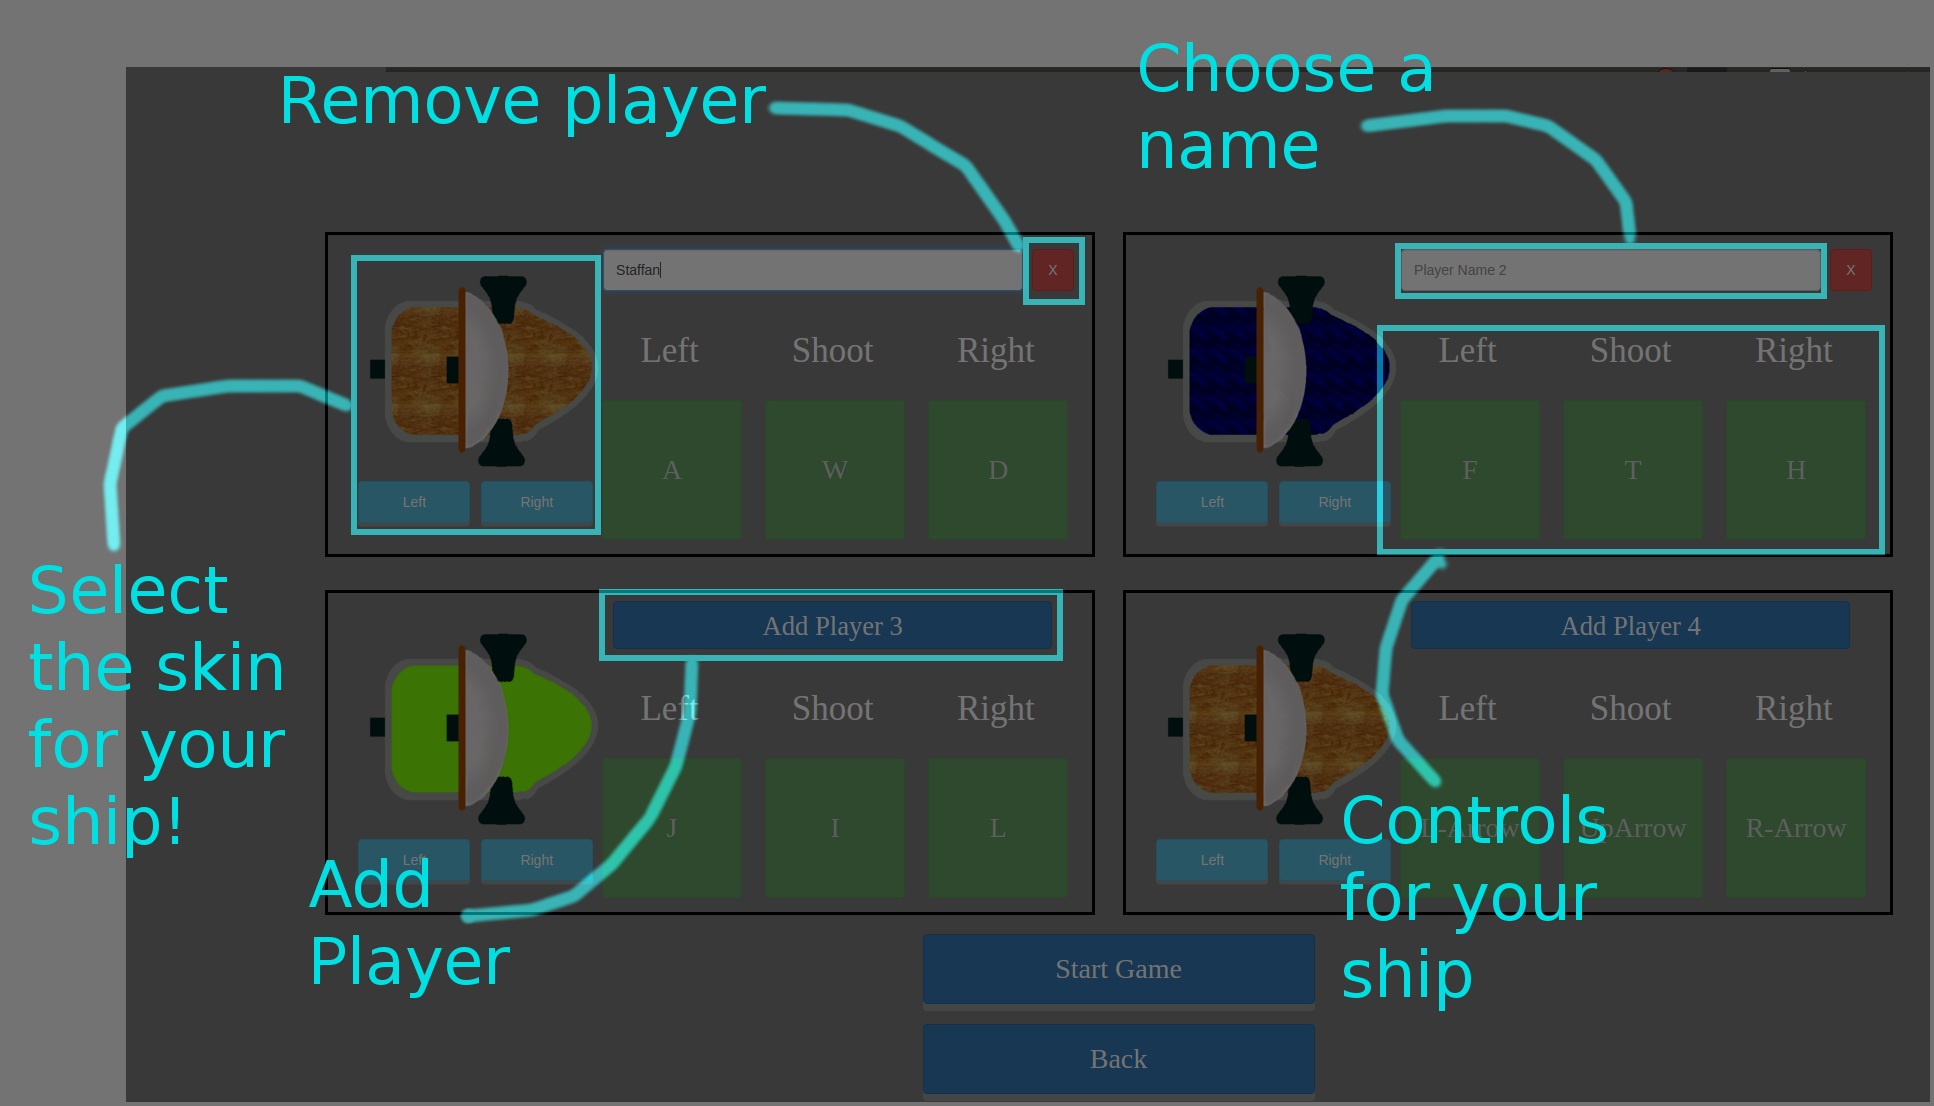 Remove player
Choose a
name
Staffan
X
Left Shoot Right
A W D
Left Right
Player Name 2
X
Left Shoot Right
F T H
Left Right
Select
the skin
for your
ship!
Add Player 3
Left Shoot Right
J I L
Left Right
Add
Player
Add Player 4
Left Shoot Right
L-Arrow UpArrow R-Arrow
Left Right
Controls
for your
ship
Start Game
Back